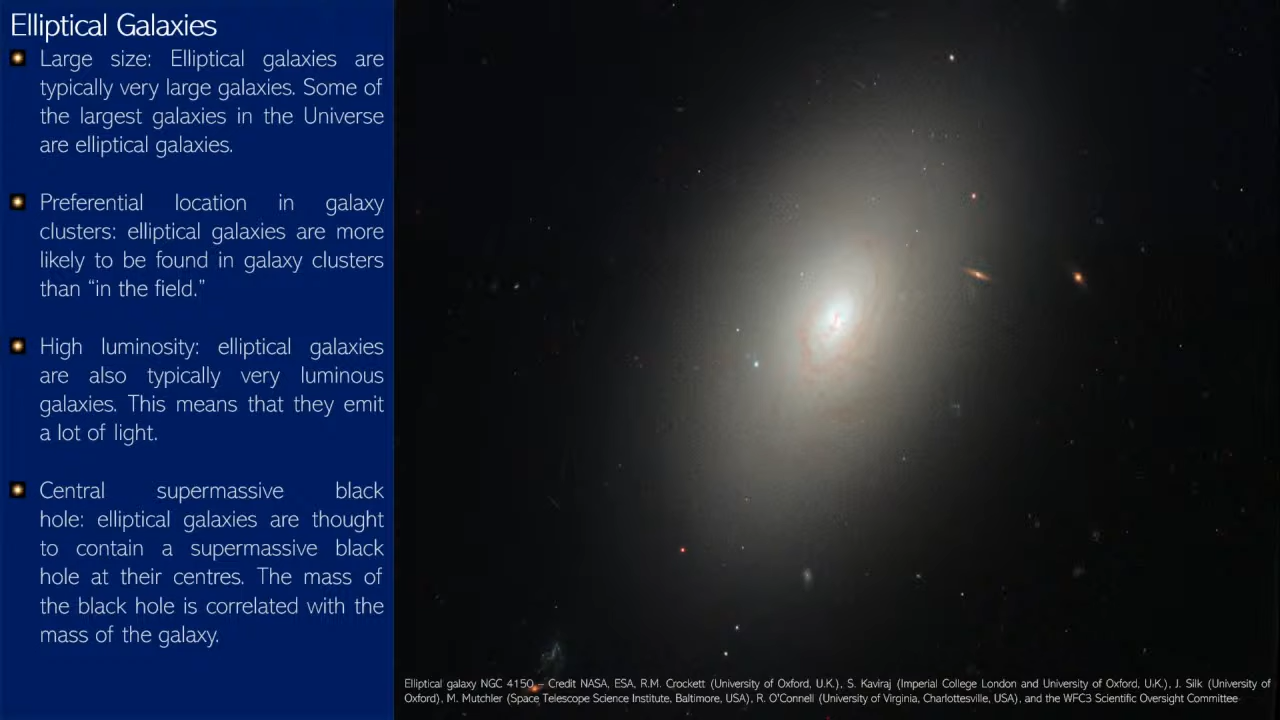 Elliptical Galaxies
Large size: Elliptical galaxies are
typically very large galaxies. Some of
the largest galaxies in the Universe
are elliptical galaxies.
Preferential location in galaxy
clusters: elliptical galaxies are more
likely to be found in galaxy clusters
than “in the field.”
High luminosity: elliptical galaxies
are also typically very luminous
galaxies. This means that they emit
a lot of light.
Central supermassive black
hole: elliptical galaxies are thought
to contain a supermassive black
hole at their centres. The mass of
the black hole is correlated with the
mass of the galaxy.
Elliptical galaxy NGC 4150 – Credit NASA, ESA, R.M. Crockett (University of Oxford, U.K.), S. Kaviraj (Imperial College London and University of Oxford, U.K.), J. Silk (University of
Oxford), M. Mutchler (Space Telescope Science Institute, Baltimore, USA), R. O'Connell (University of Virginia, Charlottesville, USA), and the WFC3 Scientific Oversight Committee